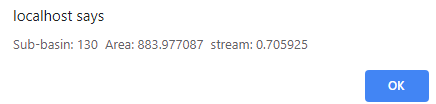 localhost says
Sub-basin: 130  Area: 883.977087  stream: 0.705925
OK